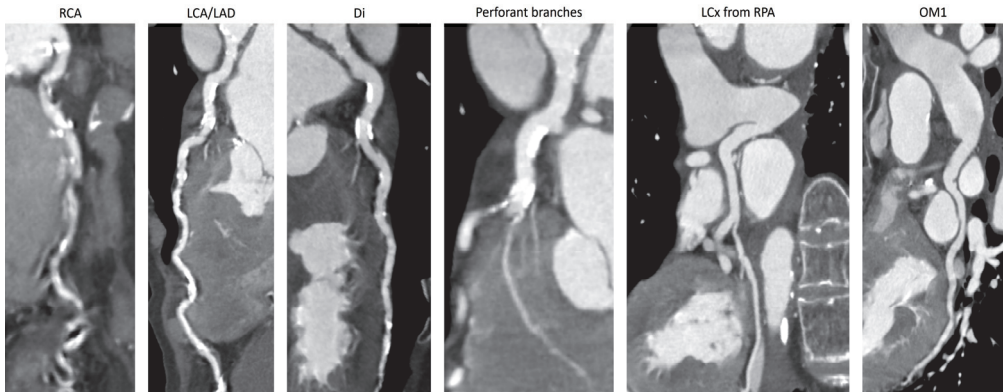 RCA
LCA/LAD
Di
Perforant branches
LCx from RPA
OM1